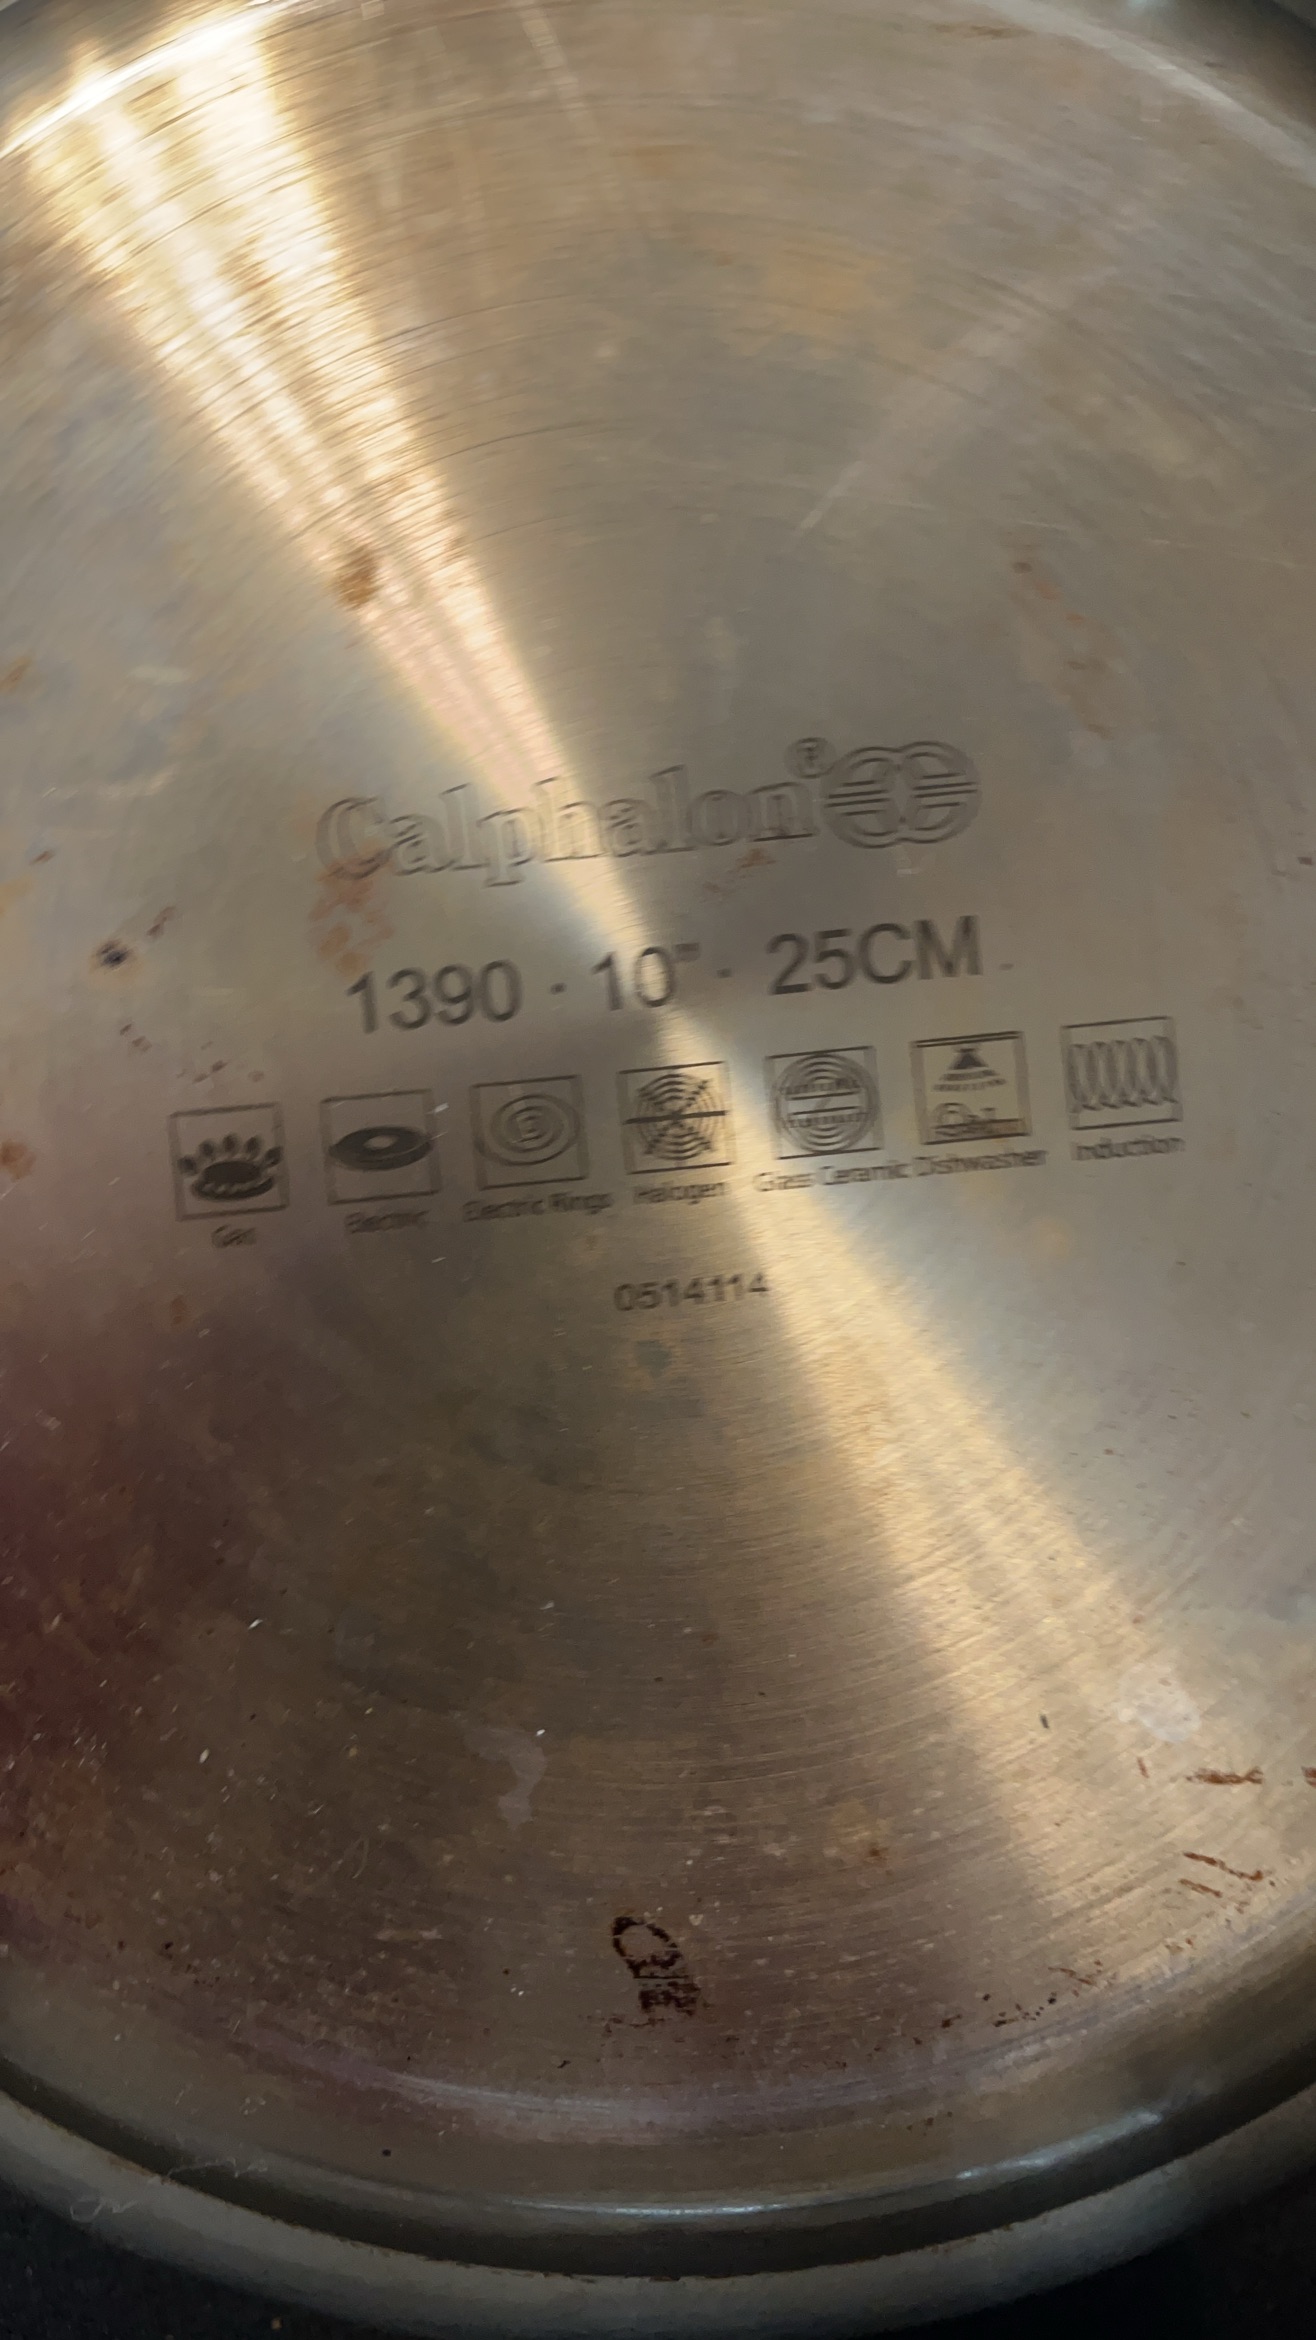 Calphalon®
1390 · 10" · 25CM
Gas Electric Electric Rings Halogen Glass Ceramic Dishwasher Induction
0514114